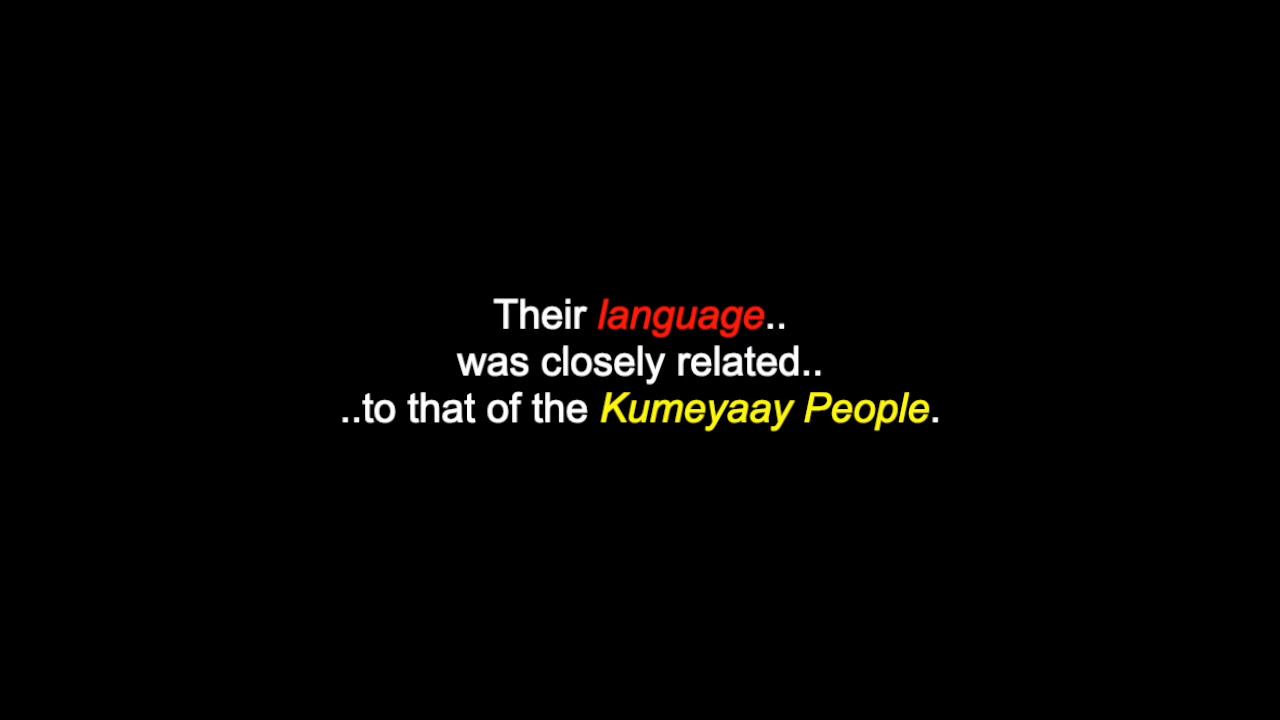 Their language..
was closely related..
..to that of the Kumeyaay People.